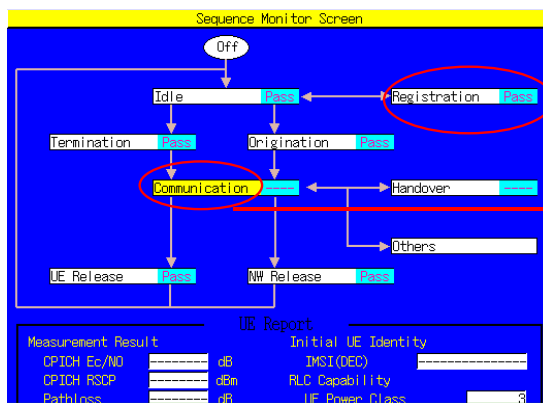 Sequence Monitor Screen
Off
Idle Pass Registration Pass
Termination Pass Origination Pass
Communication ---- Handover ----
Others
UE Release Pass NW Release Pass
UE Report
Measurement Result Initial UE Identity
CPICH Ec/NO -------- dB IMSI(DEC) ---------------
CPICH RSCP -------- dBm RLC Capability
Pathloss -------- dB UE Power Class 3